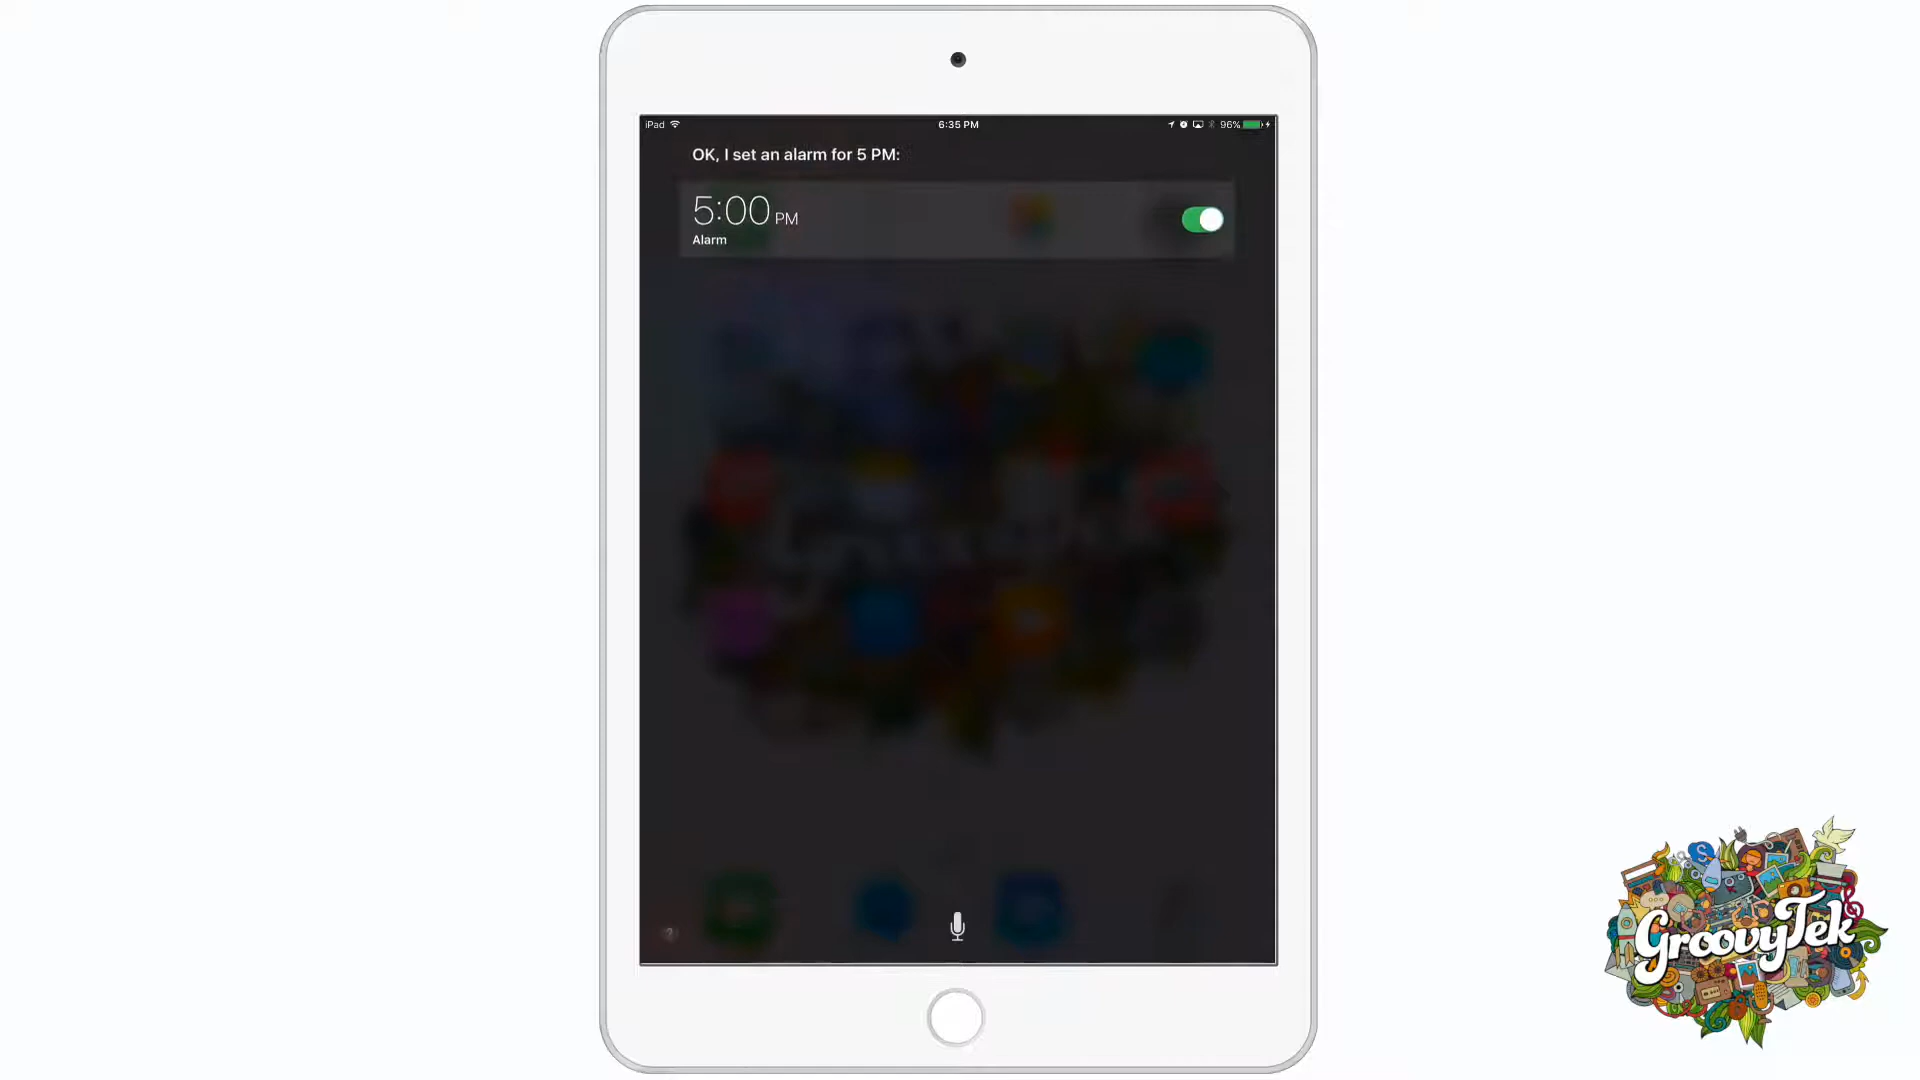 iPad
6:35 PM
96%
OK, I set an alarm for 5 PM:
5:00 PM
Alarm
?
GroovyTek